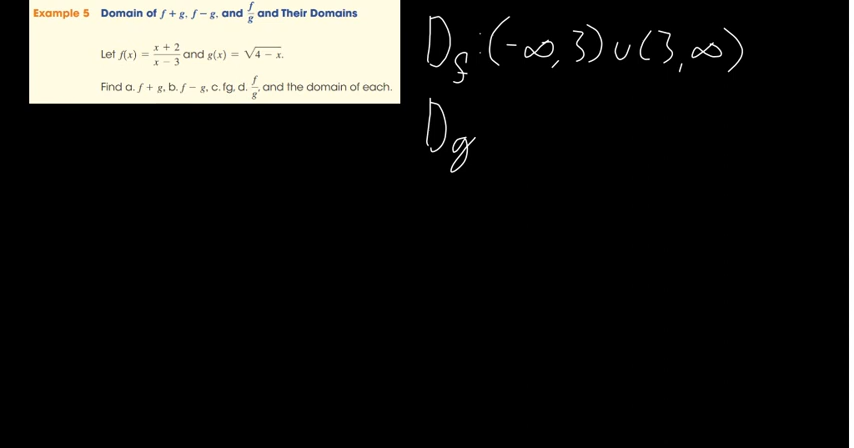 Example 5 Domain of f + g, f − g, and f/g and Their Domains
Let f(x) = (x + 2)/(x − 3) and g(x) = √(4 − x).
Find a. f + g, b. f − g, c. fg, d. f/g, and the domain of each.
D_f : (-∞, 3) ∪ (3, ∞)
D_g